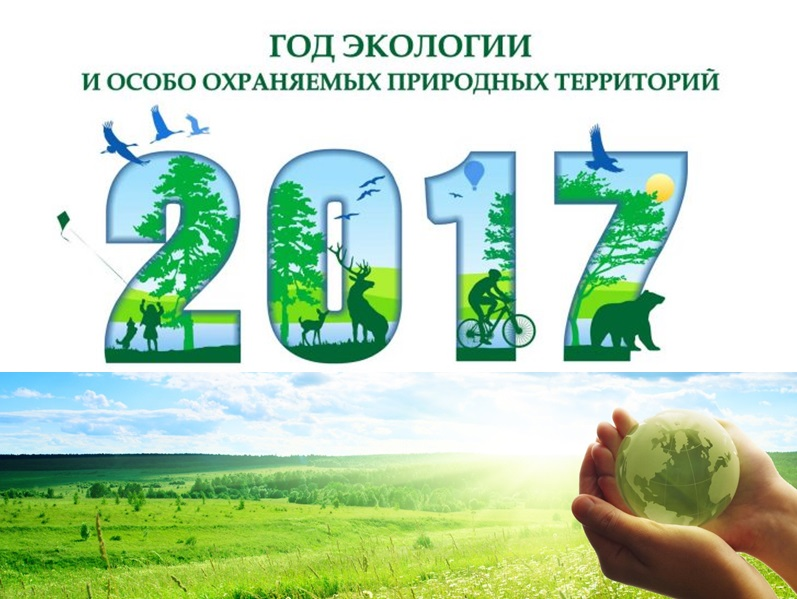 ГОД ЭКОЛОГИИ
И ОСОБО ОХРАНЯЕМЫХ ПРИРОДНЫХ ТЕРРИТОРИЙ
2017